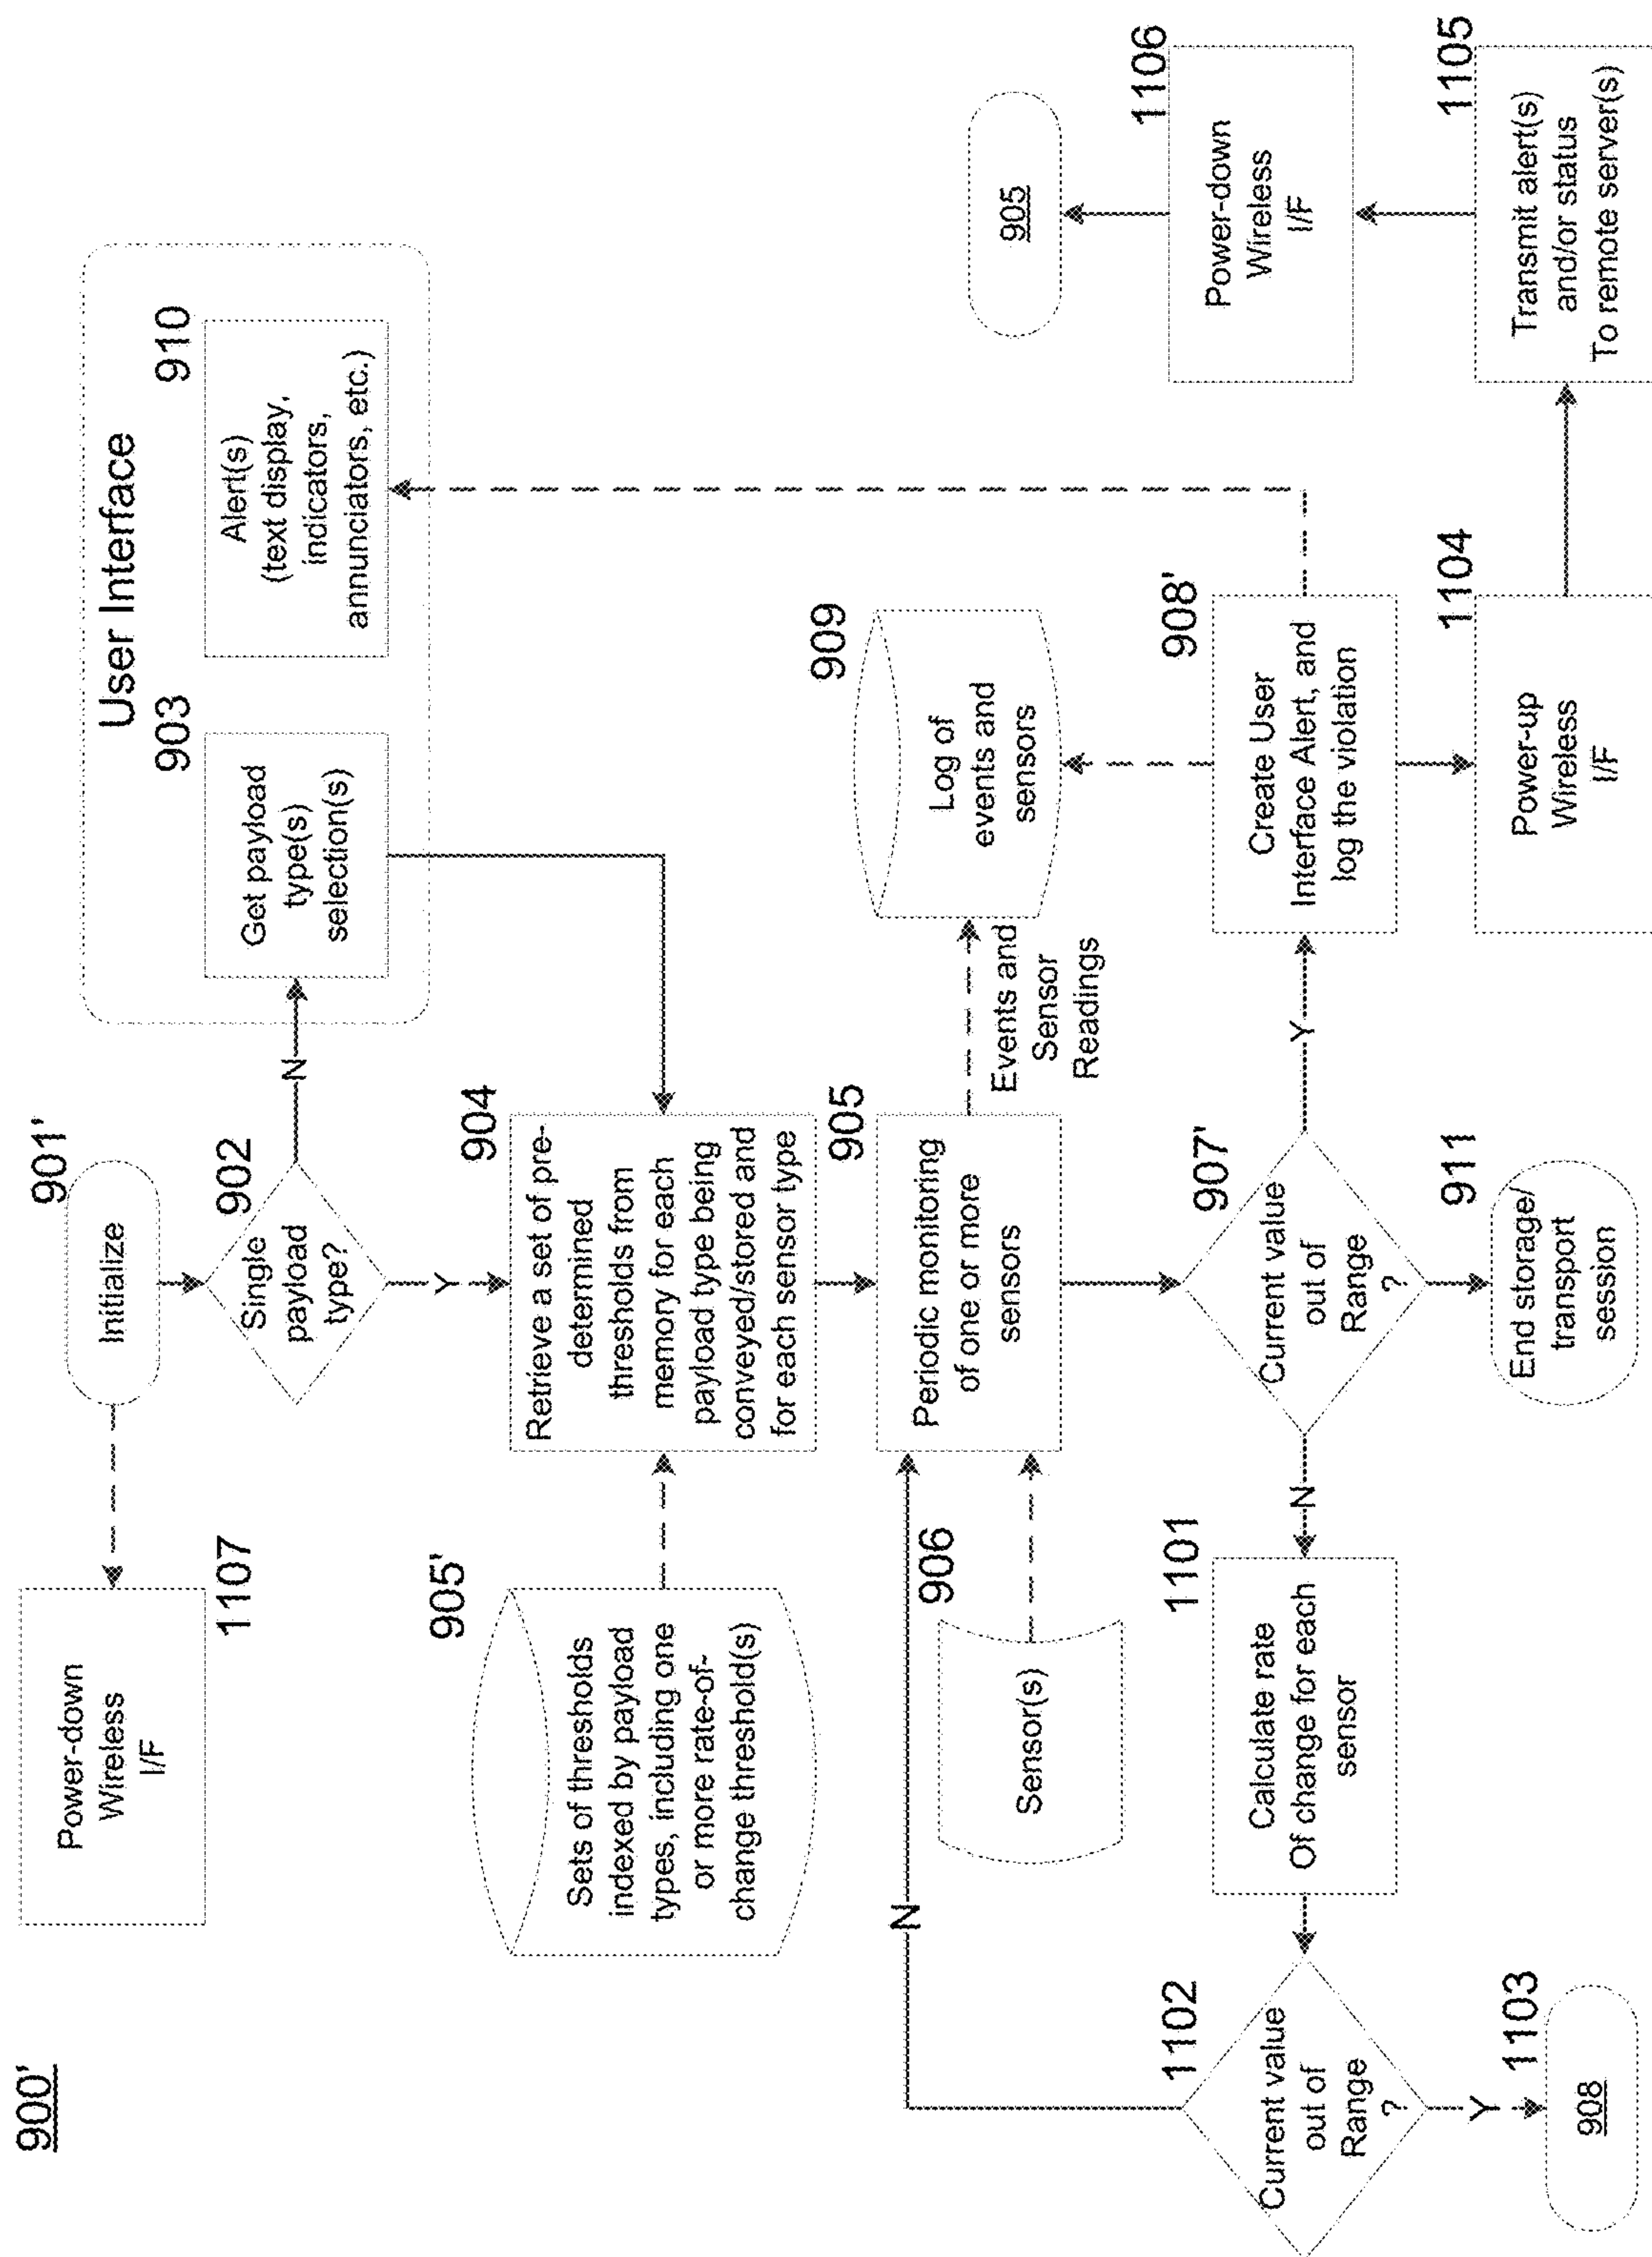 900'
Power-down
Wireless
I/F
1107
901'
Initialize
902
Single
payload
type?
N
Y
User Interface
903
Get payload
type(s)
selection(s)
910
Alert(s)
(text display,
indicators,
annunciators, etc.)
905'
Sets of thresholds
indexed by payload
types, including one
or more rate-of-
change threshold(s)
904
Retrieve a set of pre-
determined
thresholds from
memory for each
payload type being
conveyed/stored and
for each sensor type
N
906
Sensor(s)
905
Periodic monitoring
of one or more
sensors
Events and
Sensor
Readings
909
Log of
events and
sensors
905
1102
Current value
out of
Range
?
Y
1103
908
1101
Calculate rate
Of change for each
sensor
N
907'
Current value
out of
Range
?
Y
911
End storage/
transport
session
908'
Create User
Interface Alert, and
log the violation
1104
Power-up
Wireless
I/F
1106
Power-down
Wireless
I/F
1105
Transmit alert(s)
and/or status
To remote server(s)